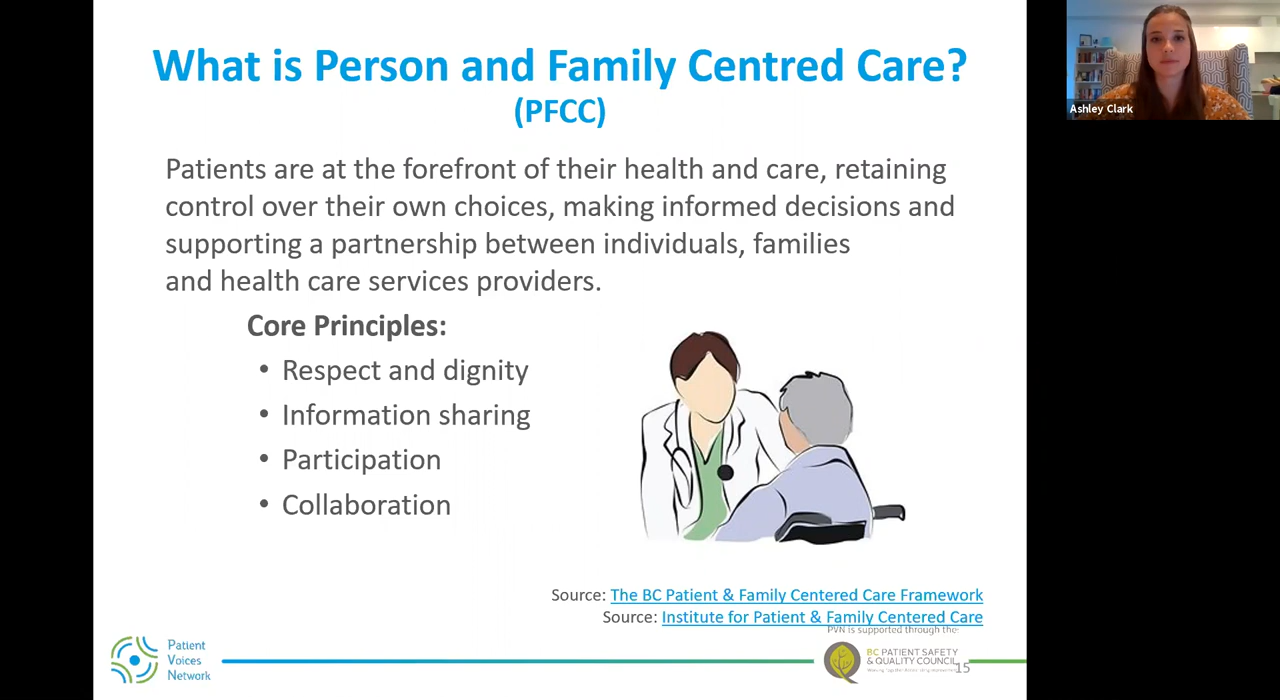 What is Person and Family Centred Care?
(PFCC)
Patients are at the forefront of their health and care, retaining
control over their own choices, making informed decisions and
supporting a partnership between individuals, families
and health care services providers.
Core Principles:
• Respect and dignity
• Information sharing
• Participation
• Collaboration
Source: The BC Patient & Family Centered Care Framework
Source: Institute for Patient & Family Centered Care
PVN is supported through the:
Patient
Voices
Network
BC PATIENT SAFETY
& QUALITY COUNCIL
15
Ashley Clark